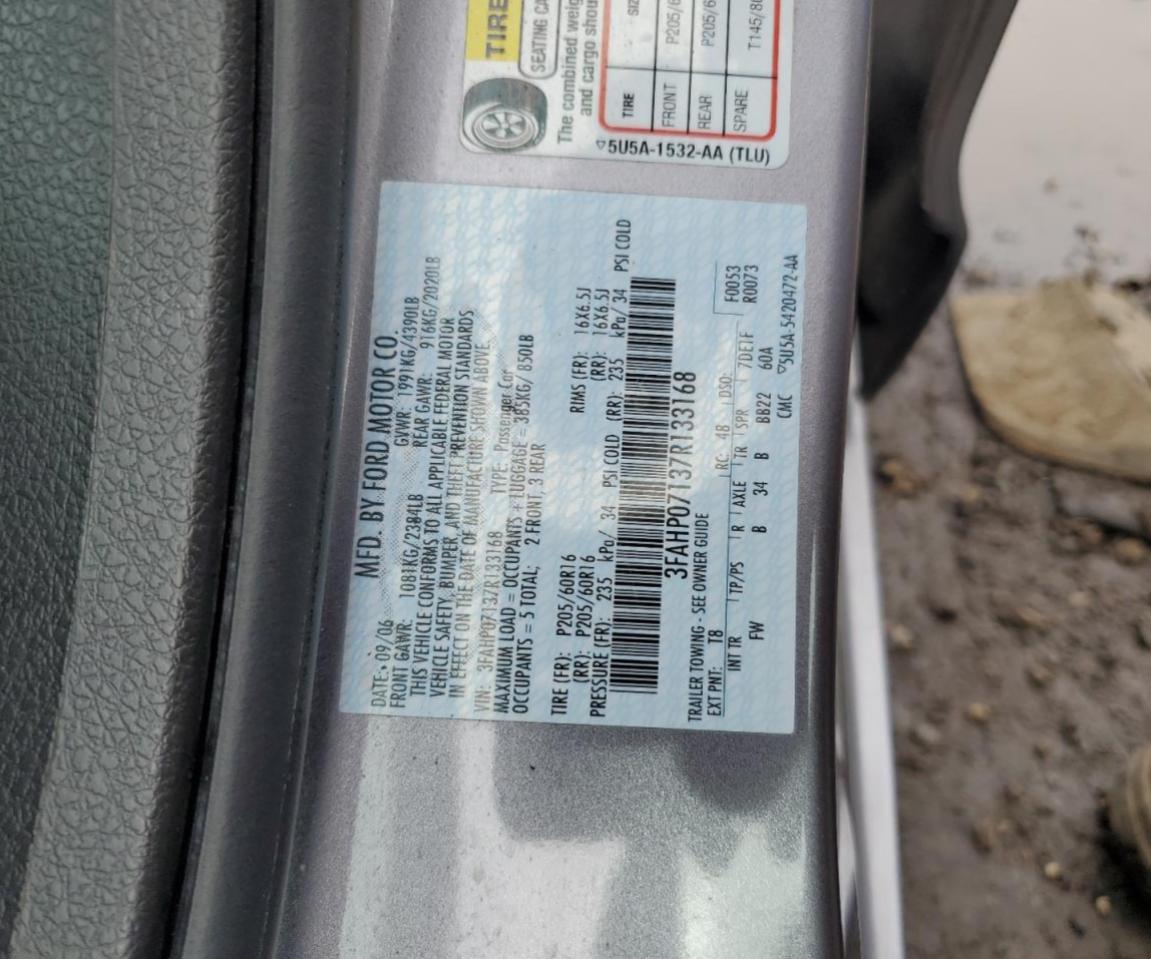 MFD. BY FORD MOTOR CO.
DATE: 09/06 GVWR: 1991KG/4390LB
FRONT GAWR: 1081KG/2384LB REAR GAWR: 916KG/2020LB
THIS VEHICLE CONFORMS TO ALL APPLICABLE FEDERAL MOTOR
VEHICLE SAFETY, BUMPER, AND THEFT PREVENTION STANDARDS
IN EFFECT ON THE DATE OF MANUFACTURE SHOWN ABOVE.
VIN: 3FAHP07137R133168 TYPE: Passenger Car
MAXIMUM LOAD = OCCUPANTS + LUGGAGE = 385KG/ 850LB
OCCUPANTS = 5 TOTAL; 2 FRONT, 3 REAR
TIRE (FR): P205/60R16 RIMS (FR): 16X6.5J
(RR): P205/60R16 (RR): 16X6.5J
PRESSURE (FR): 235 kPa/ 34 PSI COLD (RR): 235 kPa/ 34 PSI COLD
3FAHP07137R133168
TRAILER TOWING - SEE OWNER GUIDE
EXT PNT: T8 RC: 48 DSO: F0053
INT TR TP/PS R AXLE TR SPR 7DE1F R0073
FW B 34 B BB22 60A
CMC ▽5U5A-5420472-AA
TIRE
SEATING CA
The combined weig
and cargo shou
TIRE SIZ
FRONT P205/6
REAR P205/6
SPARE T145/80
▽5U5A-1532-AA (TLU)